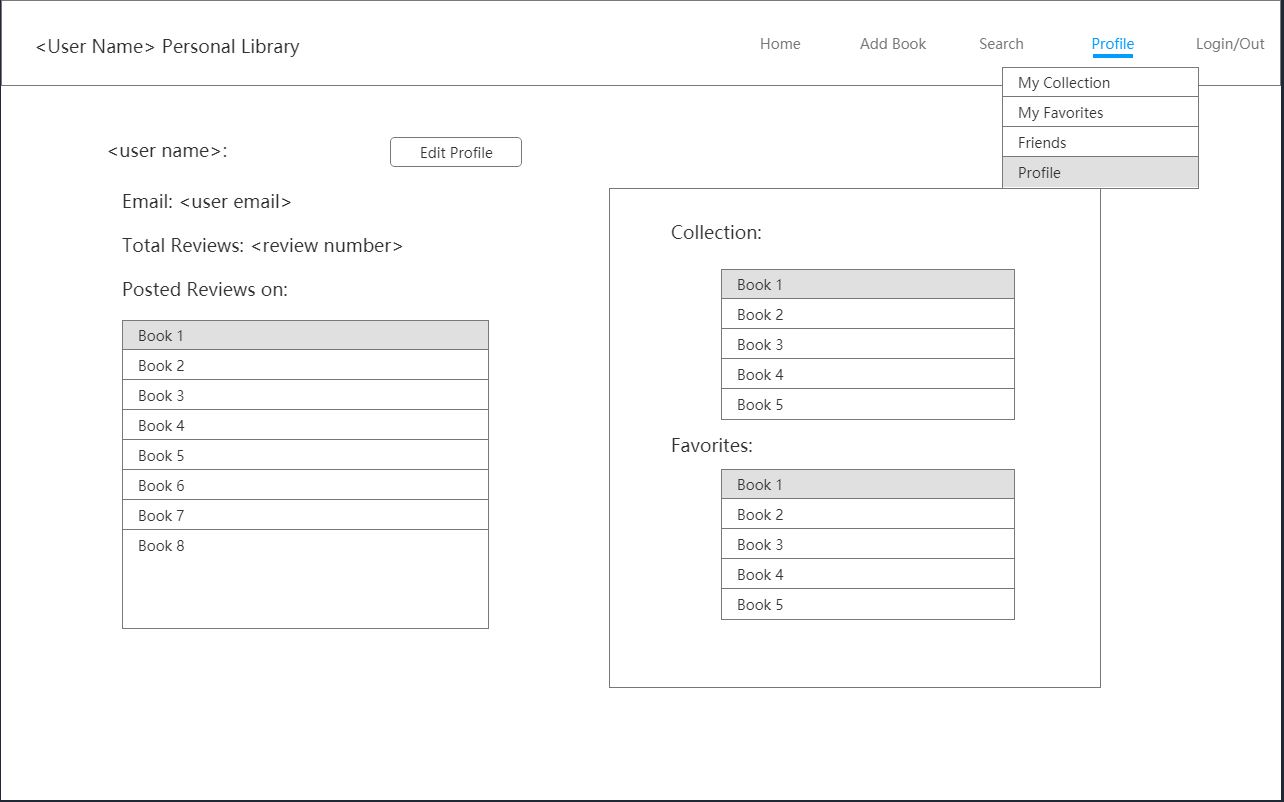 <User Name> Personal Library
Home
Add Book
Search
Profile
Login/Out
My Collection
My Favorites
Friends
Profile
<user name>:
Edit Profile
Email: <user email>
Total Reviews: <review number>
Posted Reviews on:
Book 1
Book 2
Book 3
Book 4
Book 5
Book 6
Book 7
Book 8
Collection:
Book 1
Book 2
Book 3
Book 4
Book 5
Favorites:
Book 1
Book 2
Book 3
Book 4
Book 5